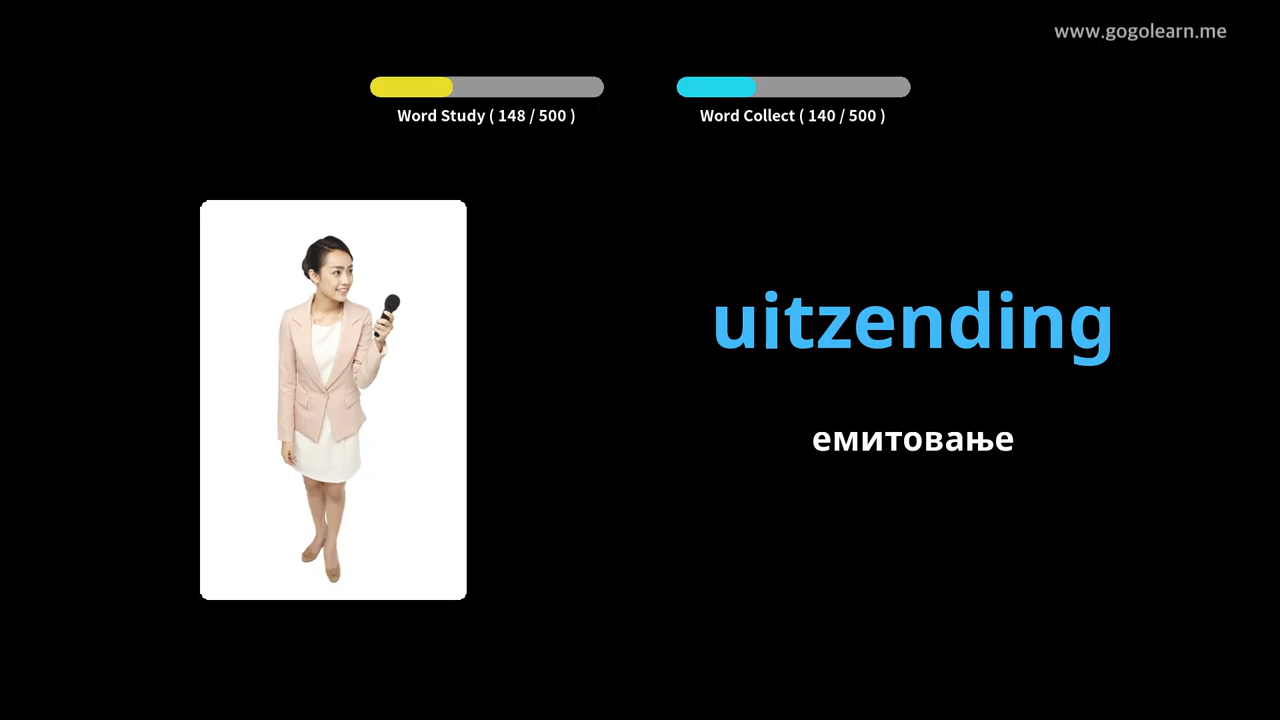 www.gogolearn.me
Word Study ( 148 / 500 )
Word Collect ( 140 / 500 )
uitzending
емитовање